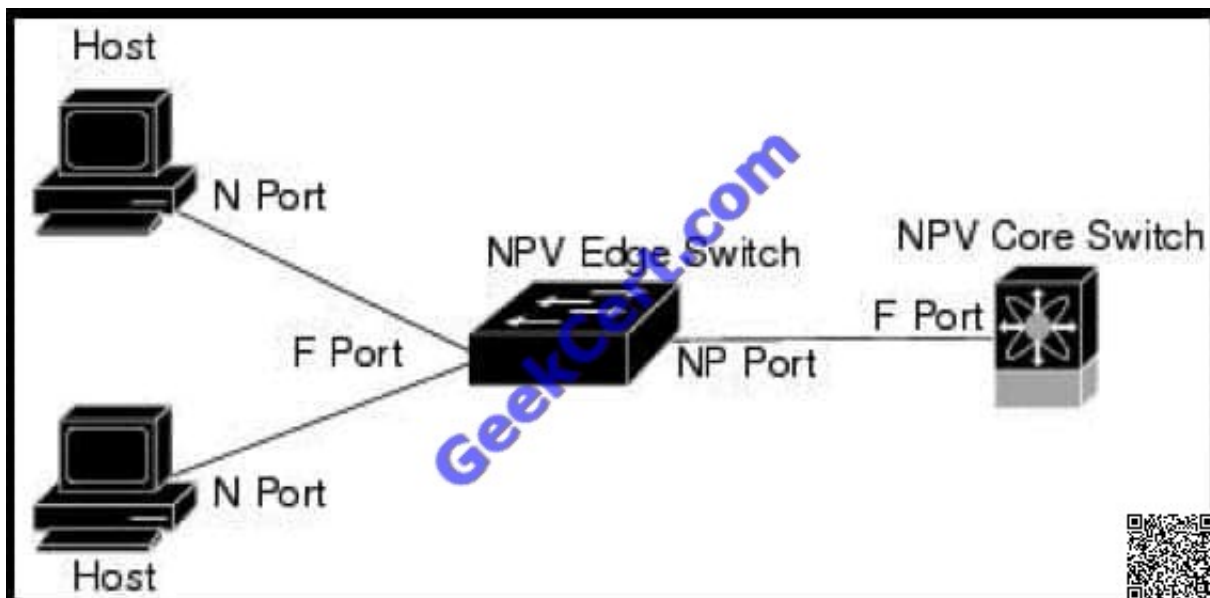 Host
N Port
NPV Edge Switch
NPV Core Switch
F Port
F Port
NP Port
N Port
Host
GeekCert.com